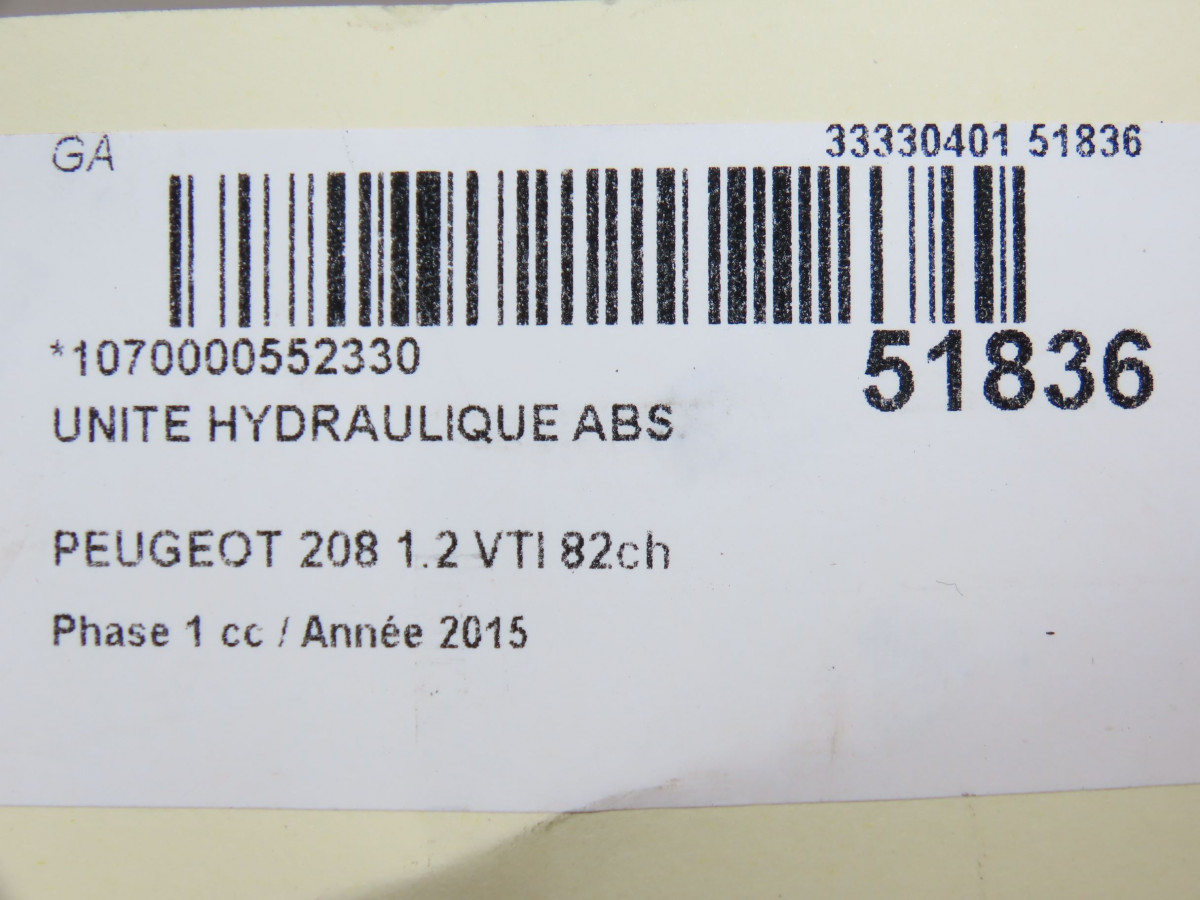 GA 33330401 51836
*1070000552330 51836
UNITE HYDRAULIQUE ABS
PEUGEOT 208 1.2 VTI 82ch
Phase 1 cc / Année 2015